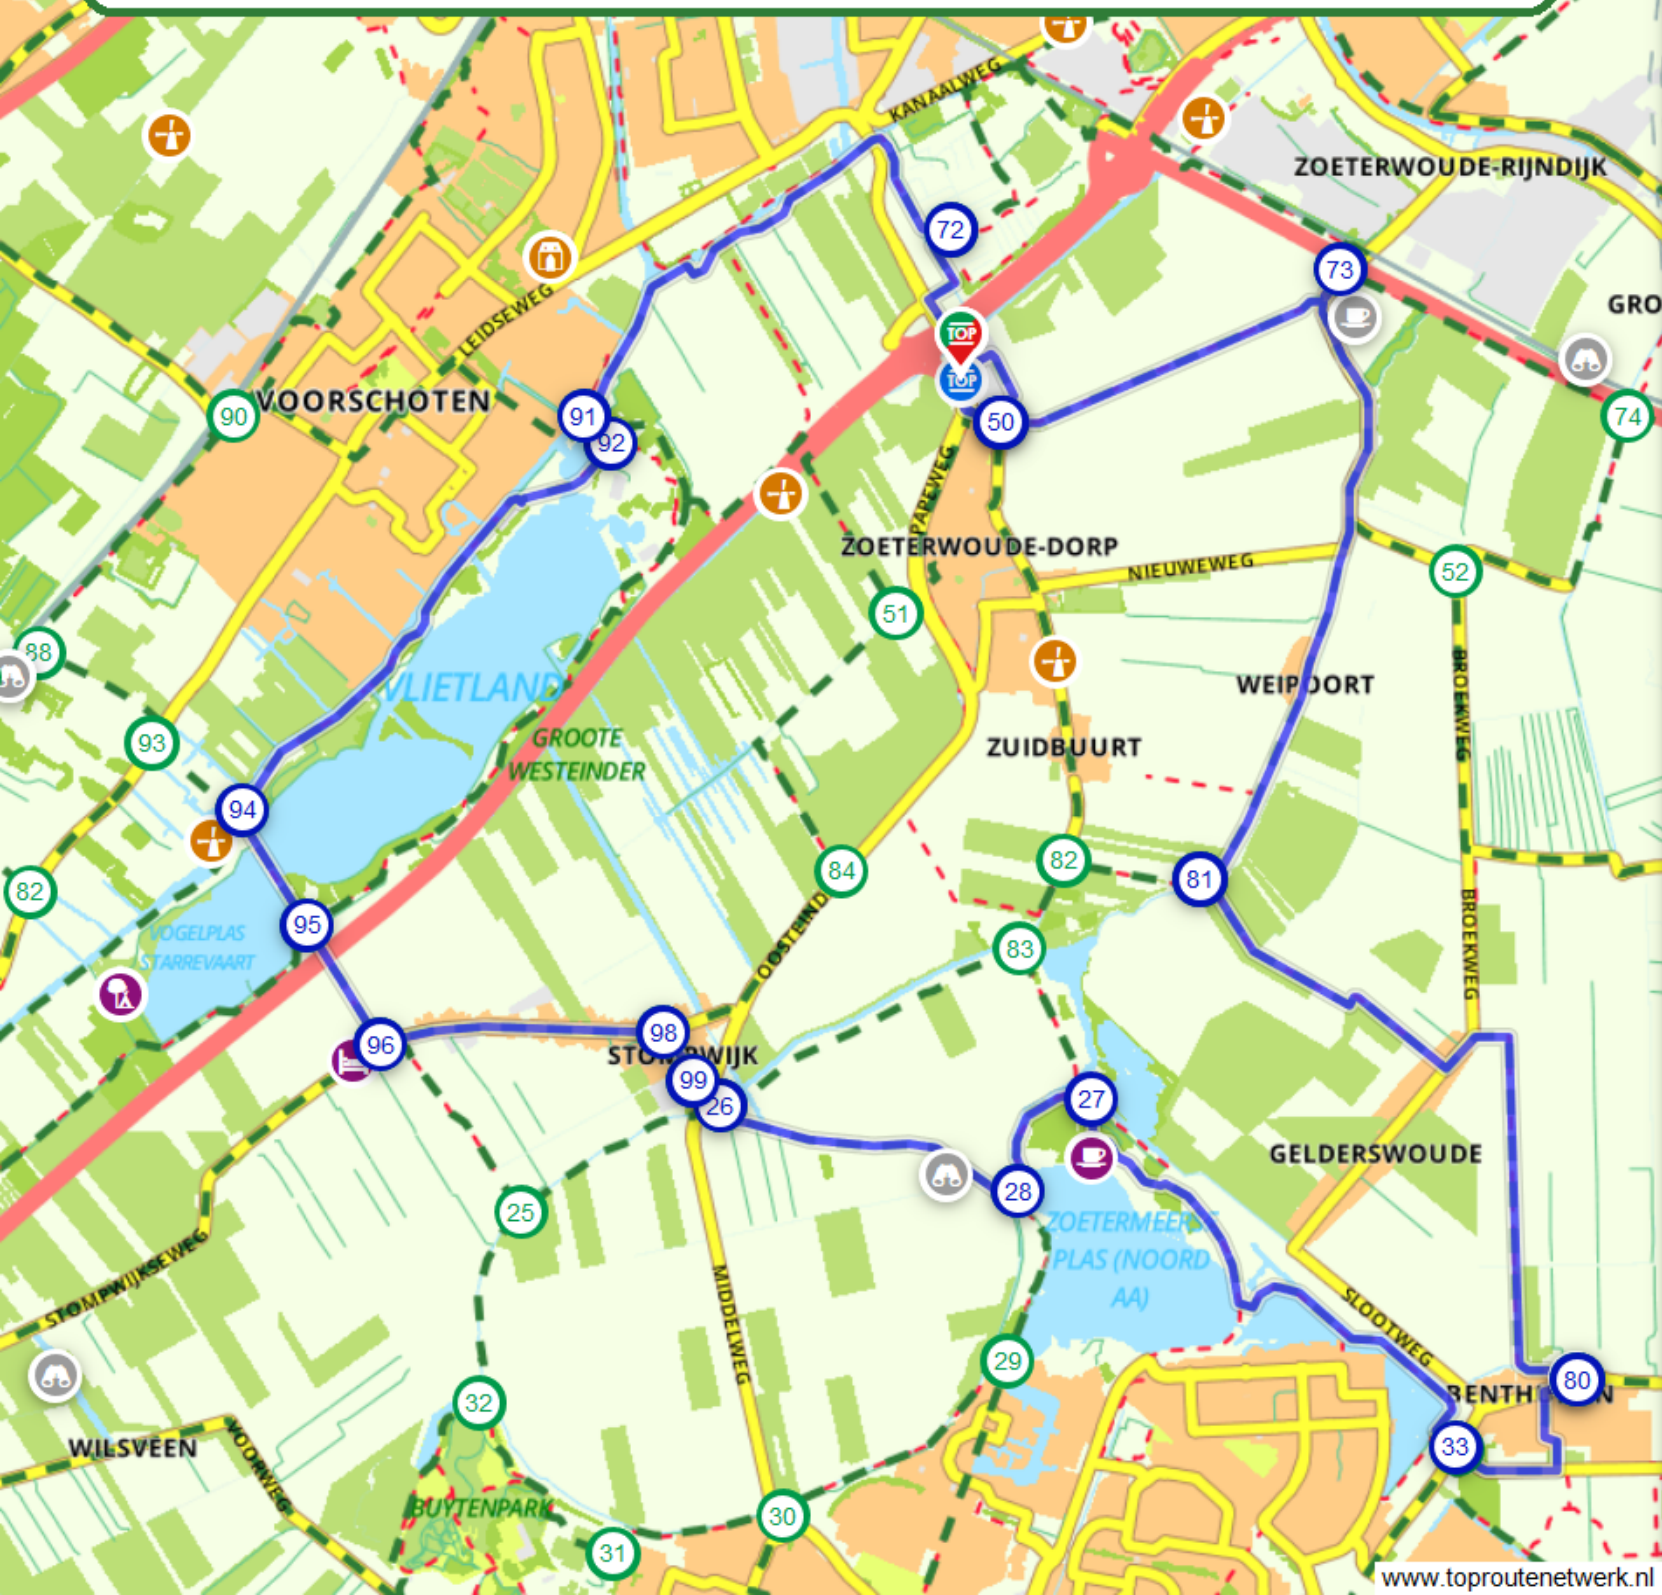 KANAALWEG
ZOETERWOUDE-RIJNDIJK
72
73
GRO
LEIDSEWEG
TOP
TOP
90
VOORSCHOTEN
91
92
50
74
PAPEWEG
ZOETERWOUDE-DORP
NIEUWEWEG
52
51
88
VLIETLAND
WEIPOORT
BROEKWEG
93
GROOTE
WESTEINDER
ZUIDBUURT
94
82
84
82
81
95
VOGELPLAS
STARREVAART
OOSTEIND
83
BROEKWEG
96
98
STOMPWIJK
99
26
27
GELDERSWOUDE
28
25
ZOETERMEERSE
PLAS (NOORD
AA)
STOMPWIJKSEWEG
MIDDELWEG
SLOOTWEG
29
80
BENTHUIZEN
32
WILSVEEN
VOORWEG
33
BUYTENPARK
30
31
www.toproutenetwerk.nl